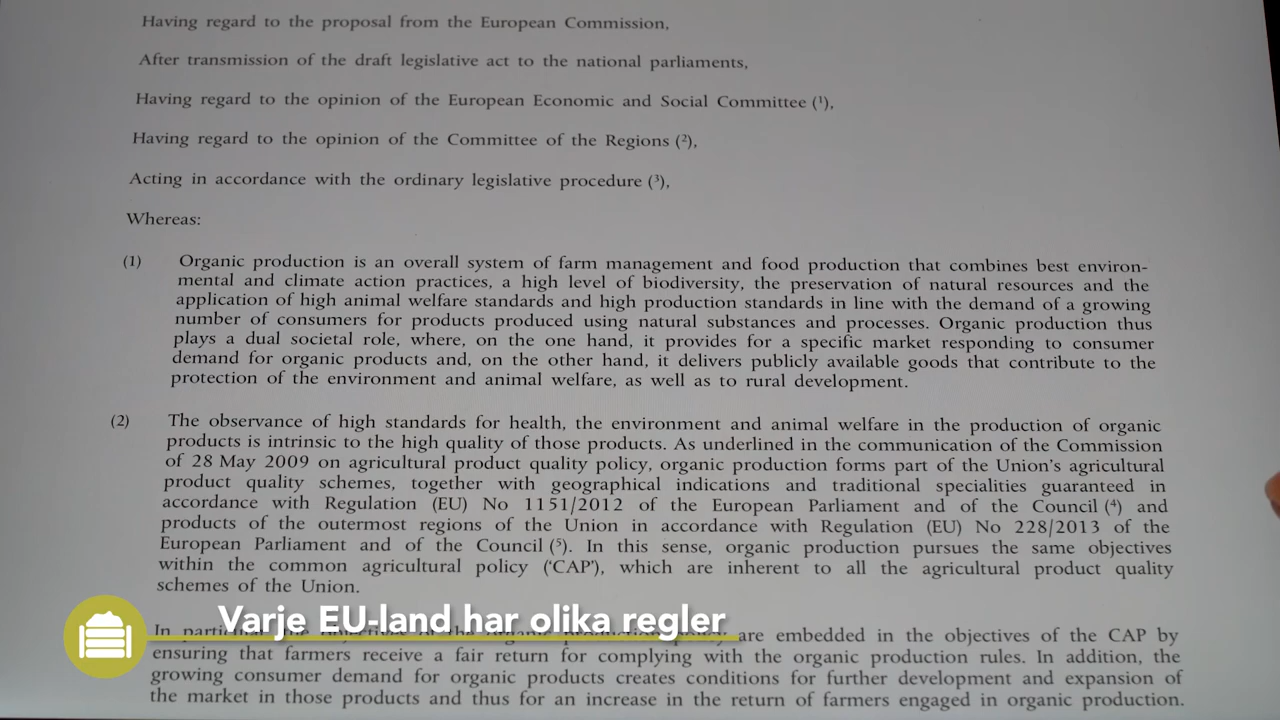 Having regard to the proposal from the European Commission,
After transmission of the draft legislative act to the national parliaments,
Having regard to the opinion of the European Economic and Social Committee (¹),
Having regard to the opinion of the Committee of the Regions (²),
Acting in accordance with the ordinary legislative procedure (³),
Whereas:
(1) Organic production is an overall system of farm management and food production that combines best environ-
mental and climate action practices, a high level of biodiversity, the preservation of natural resources and the
application of high animal welfare standards and high production standards in line with the demand of a growing
number of consumers for products produced using natural substances and processes. Organic production thus
plays a dual societal role, where, on the one hand, it provides for a specific market responding to consumer
demand for organic products and, on the other hand, it delivers publicly available goods that contribute to the
protection of the environment and animal welfare, as well as to rural development.
(2) The observance of high standards for health, the environment and animal welfare in the production of organic
products is intrinsic to the high quality of those products. As underlined in the communication of the Commission
of 28 May 2009 on agricultural product quality policy, organic production forms part of the Union's agricultural
product quality schemes, together with geographical indications and traditional specialities guaranteed in
accordance with Regulation (EU) No 1151/2012 of the European Parliament and of the Council (⁴) and
products of the outermost regions of the Union in accordance with Regulation (EU) No 228/2013 of the
European Parliament and of the Council (⁵). In this sense, organic production pursues the same objectives
within the common agricultural policy ('CAP'), which are inherent to all the agricultural product quality
schemes of the Union.
Varje EU-land har olika regler
In are embedded in the objectives of the CAP by
ensuring that farmers receive a fair return for complying with the organic production rules. In addition, the
growing consumer demand for organic products creates conditions for further development and expansion of
the market in those products and thus for an increase in the return of farmers engaged in organic production.